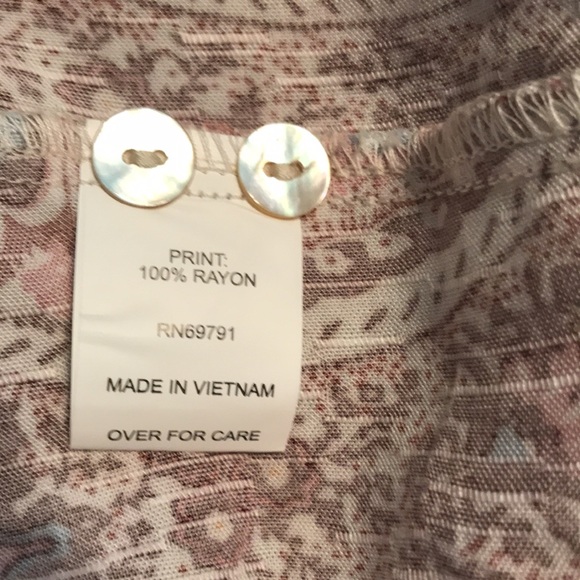 PRINT:
100% RAYON
RN69791
MADE IN VIETNAM
OVER FOR CARE